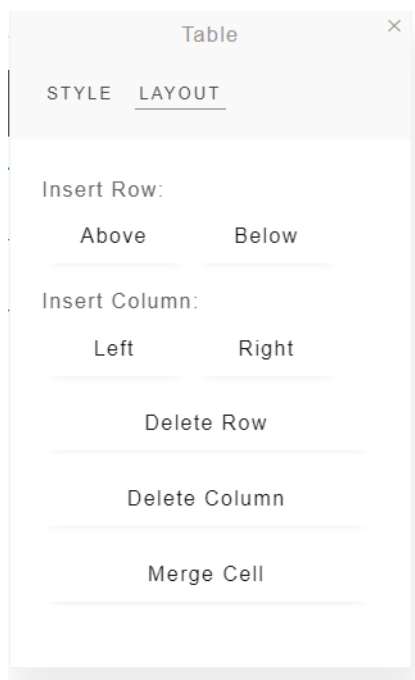 Table
STYLE LAYOUT
Insert Row:
Above Below
Insert Column:
Left Right
Delete Row
Delete Column
Merge Cell